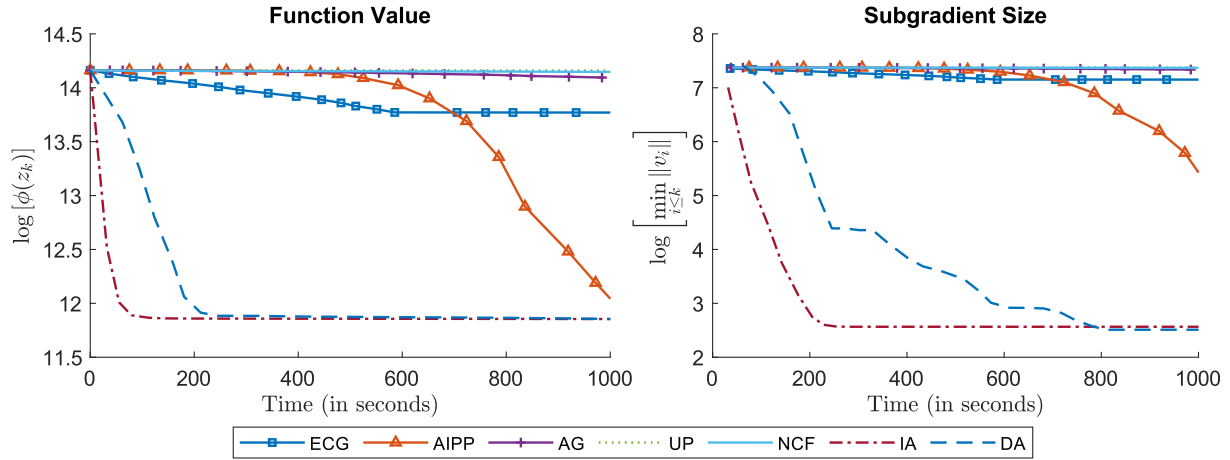 Function Value
14.5
14
13.5
13
12.5
12
11.5
log [ϕ(z_k)]
0 200 400 600 800 1000
Time (in seconds)
Subgradient Size
8
7
6
5
4
3
2
log [min_{i≤k} ||v_i||]
0 200 400 600 800 1000
Time (in seconds)
ECG AIPP AG UP NCF IA DA